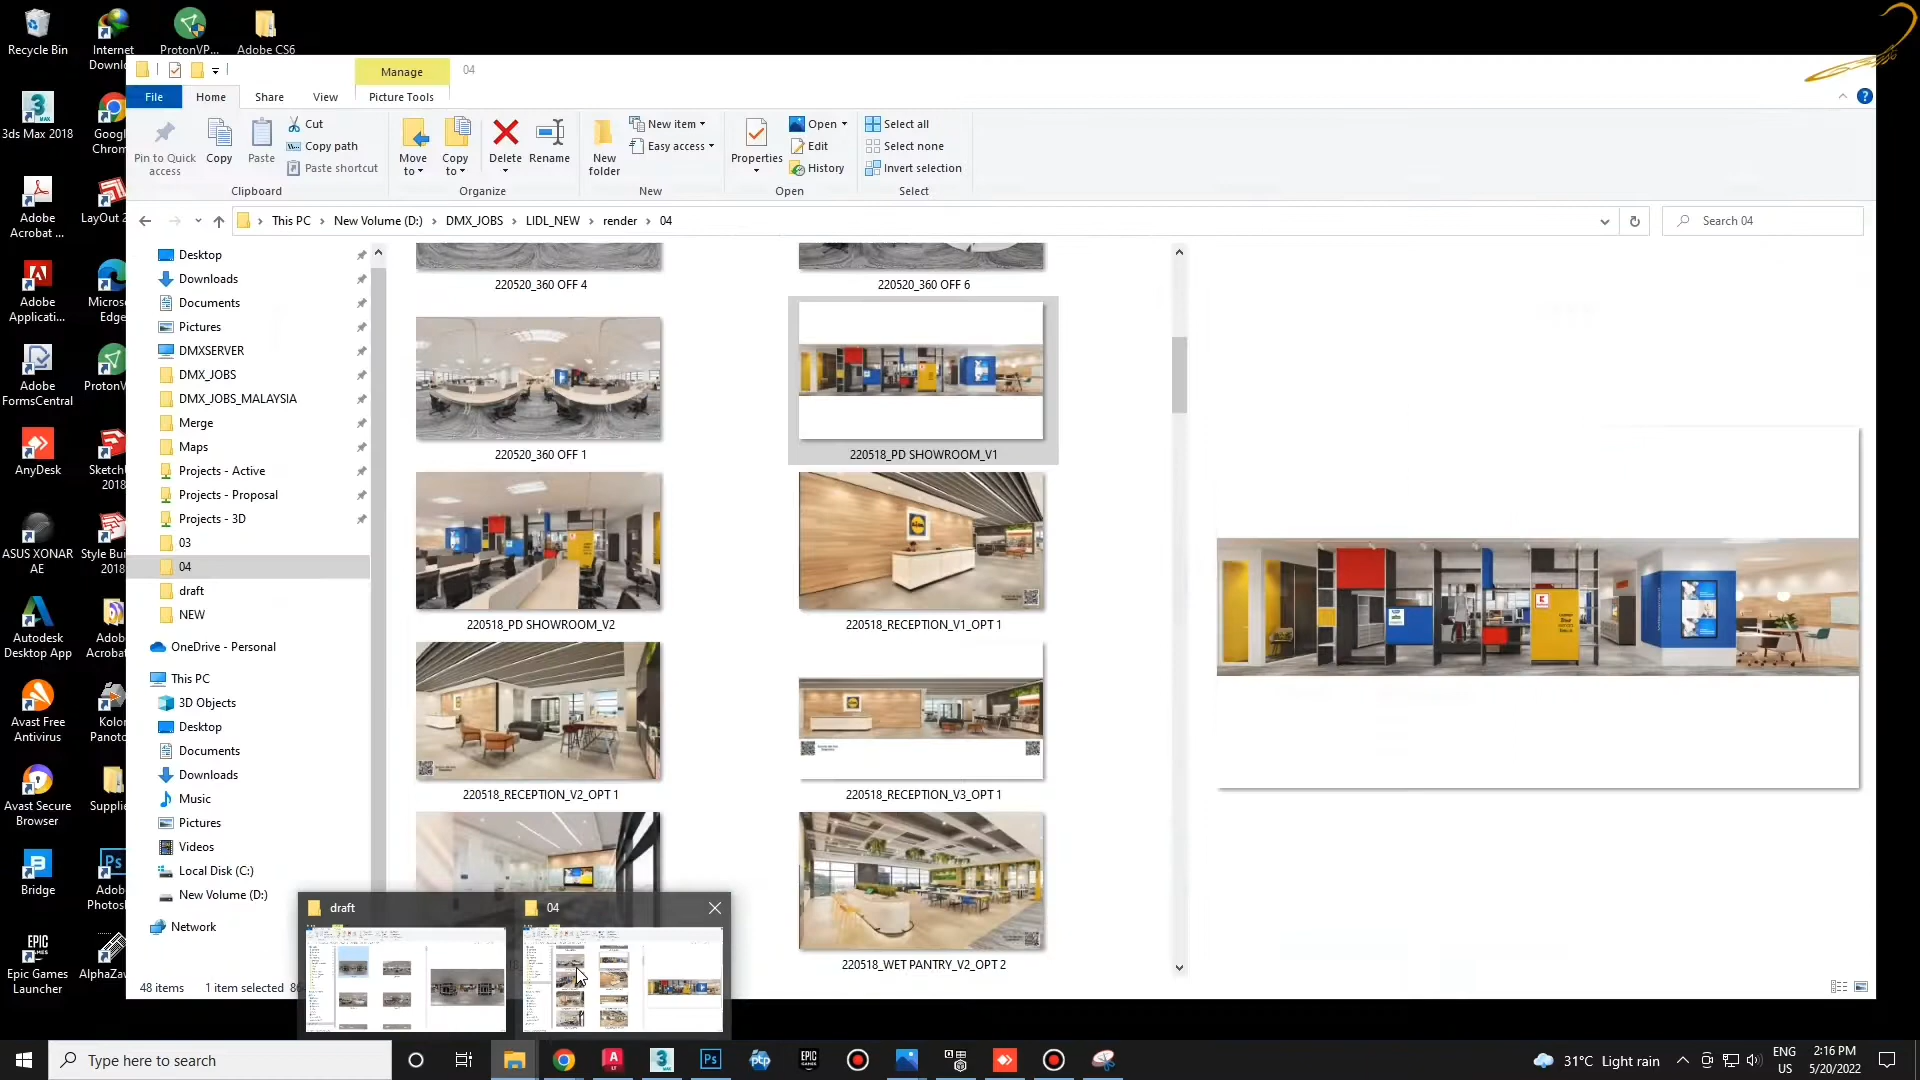 Recycle Bin
Internet
Downlo
ProtonVP...
Adobe CS6
3ds Max 2018
Googl
Chrom
Adobe
Acrobat ...
LayOut 2
Adobe
Applicati...
Micros
Edge
Adobe
FormsCentral
ProtonV
AnyDesk
Sketch
2018
ASUS XONAR
AE
Style Bui
2018
Autodesk
Desktop App
Adob
Acroba
Avast Free
Antivirus
Kolor
Panoto
Avast Secure
Browser
Supplie
Bridge
Adob
Photosh
Epic Games
Launcher
AlphaZaw
Manage
04
File
Home
Share
View
Picture Tools
Pin to Quick
access
Copy
Paste
Cut
Copy path
Paste shortcut
Clipboard
Move
to
Copy
to
Delete
Rename
Organize
New
folder
New item
Easy access
New
Properties
Open
Edit
History
Open
Select all
Select none
Invert selection
Select
This PC > New Volume (D:) > DMX_JOBS > LIDL_NEW > render > 04
Search 04
Desktop
Downloads
Documents
Pictures
DMXSERVER
DMX_JOBS
DMX_JOBS_MALAYSIA
Merge
Maps
Projects - Active
Projects - Proposal
Projects - 3D
03
04
draft
NEW
OneDrive - Personal
This PC
3D Objects
Desktop
Documents
Downloads
Music
Pictures
Videos
Local Disk (C:)
New Volume (D:)
Network
220520_360 OFF 4
220520_360 OFF 6
220520_360 OFF 1
220518_PD SHOWROOM_V1
220518_PD SHOWROOM_V2
220518_RECEPTION_V1_OPT 1
220518_RECEPTION_V2_OPT 1
220518_RECEPTION_V3_OPT 1
220518_WET PANTRY_V2_OPT 2
draft
04
48 items
1 item selected
Type here to search
31°C Light rain
ENG
US
2:16 PM
5/20/2022